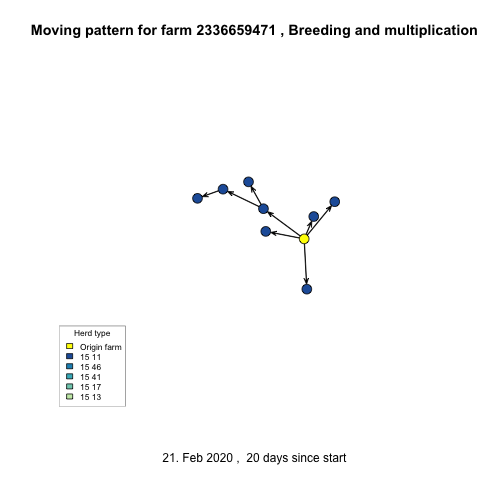 Moving pattern for farm 2336659471 , Breeding and multiplication
Herd type
Origin farm
15 11
15 46
15 41
15 17
15 13
21. Feb 2020 ,  20 days since start